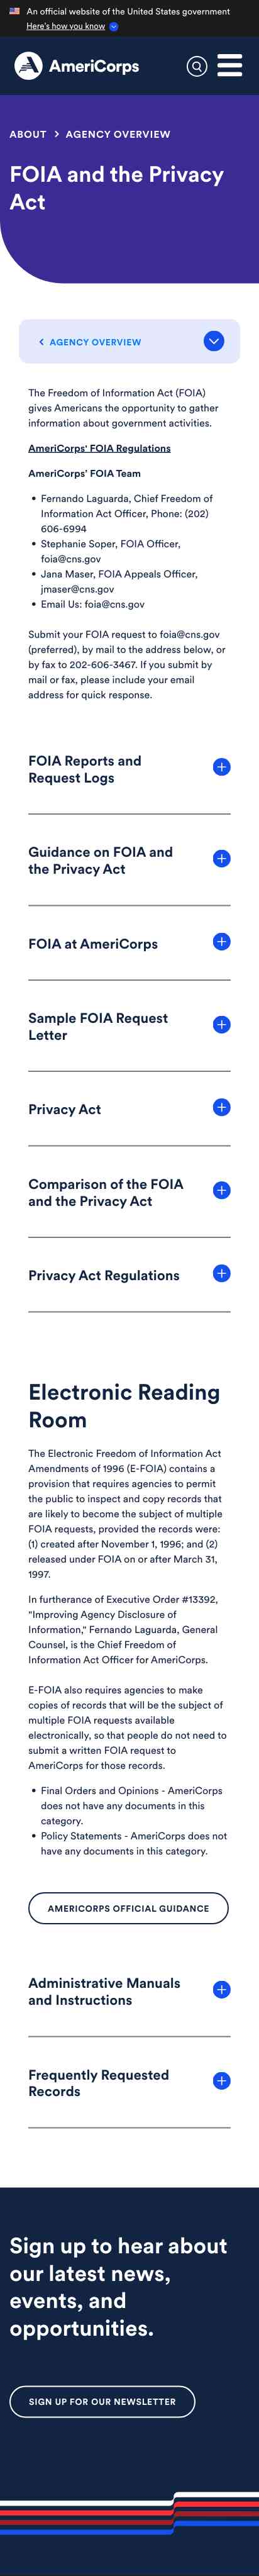 An official website of the United States government
Here's how you know
AmeriCorps
ABOUT > AGENCY OVERVIEW
FOIA and the Privacy
Act
< AGENCY OVERVIEW
The Freedom of Information Act (FOIA)
gives Americans the opportunity to gather
information about government activities.
AmeriCorps' FOIA Regulations
AmeriCorps' FOIA Team
• Fernando Laguarda, Chief Freedom of
Information Act Officer, Phone: (202)
606-6994
• Stephanie Soper, FOIA Officer,
foia@cns.gov
• Jana Maser, FOIA Appeals Officer,
jmaser@cns.gov
• Email Us: foia@cns.gov
Submit your FOIA request to foia@cns.gov
(preferred), by mail to the address below, or
by fax to 202-606-3467. If you submit by
mail or fax, please include your email
address for quick response.
FOIA Reports and
Request Logs
Guidance on FOIA and
the Privacy Act
FOIA at AmeriCorps
Sample FOIA Request
Letter
Privacy Act
Comparison of the FOIA
and the Privacy Act
Privacy Act Regulations
Electronic Reading
Room
The Electronic Freedom of Information Act
Amendments of 1996 (E-FOIA) contains a
provision that requires agencies to permit
the public to inspect and copy records that
are likely to become the subject of multiple
FOIA requests, provided the records were:
(1) created after November 1, 1996; and (2)
released under FOIA on or after March 31,
1997.
In furtherance of Executive Order #13392,
"Improving Agency Disclosure of
Information," Fernando Laguarda, General
Counsel, is the Chief Freedom of
Information Act Officer for AmeriCorps.
E-FOIA also requires agencies to make
copies of records that will be the subject of
multiple FOIA requests available
electronically, so that people do not need to
submit a written FOIA request to
AmeriCorps for those records.
• Final Orders and Opinions - AmeriCorps
does not have any documents in this
category.
• Policy Statements - AmeriCorps does not
have any documents in this category.
AMERICORPS OFFICIAL GUIDANCE
Administrative Manuals
and Instructions
Frequently Requested
Records
Sign up to hear about
our latest news,
events, and
opportunities.
SIGN UP FOR OUR NEWSLETTER